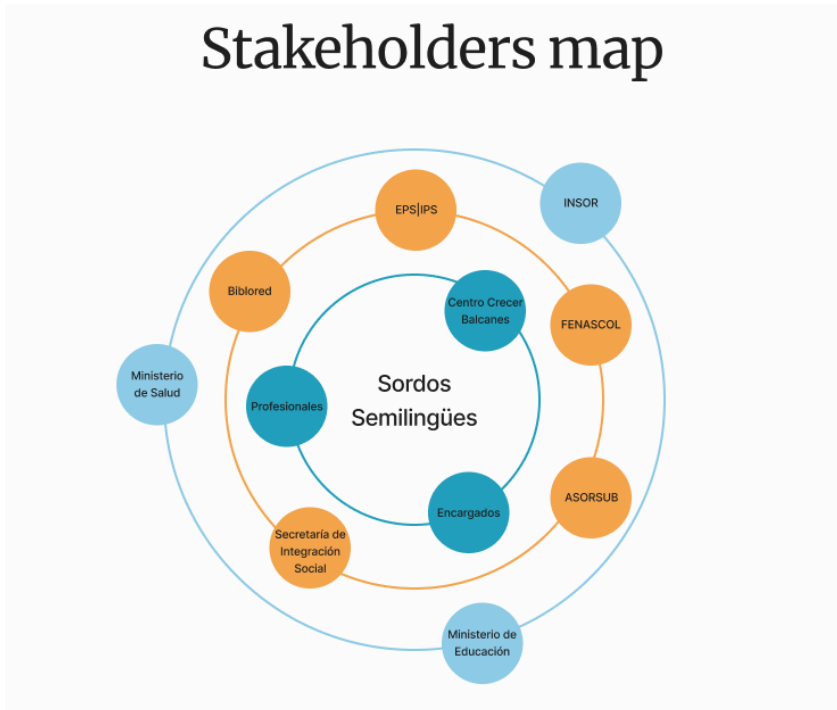 Stakeholders map
INSOR
EPS|IPS
Biblored
Centro Crecer
Balcanes
FENASCOL
Ministerio
de Salud
Sordos
Semilingües
Profesionales
ASORSUB
Encargados
Secretaría de
Integración
Social
Ministerio de
Educación